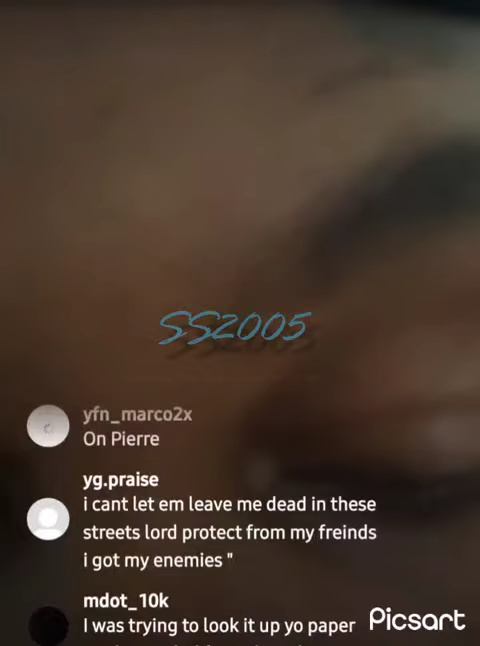 SS2005
yfn_marco2x
On Pierre
yg.praise
i cant let em leave me dead in these
streets lord protect from my freinds
i got my enemies "
mdot_10k
I was trying to look it up yo paper
Picsart